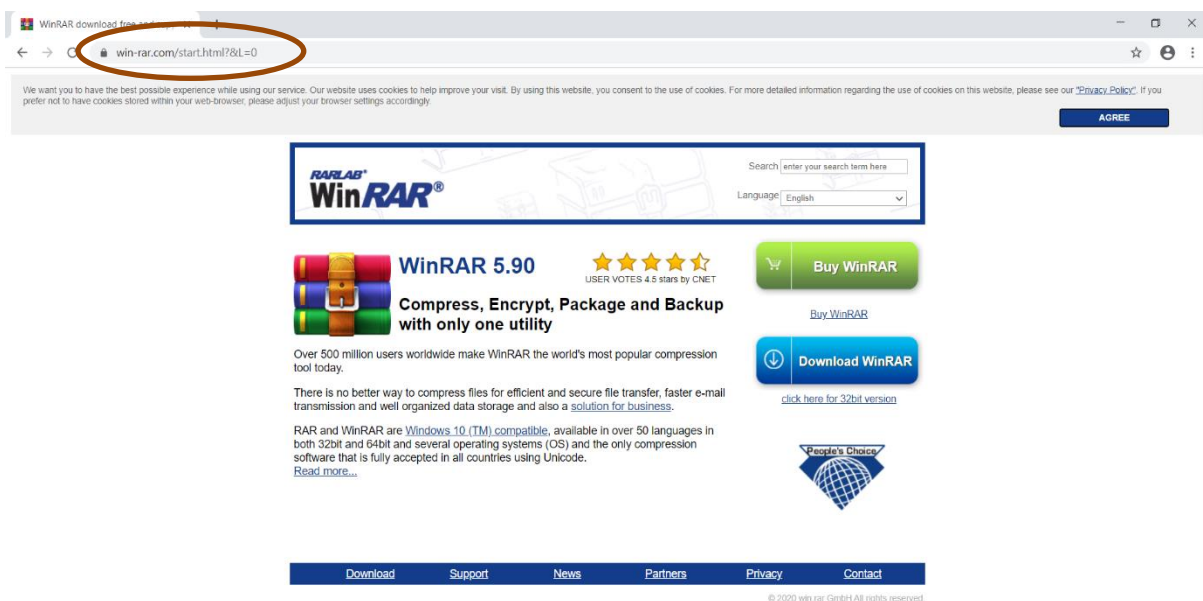 WinRAR download free and
win-rar.com/start.html?&L=0
We want you to have the best possible experience while using our service. Our website uses cookies to help improve your visit. By using this website, you consent to the use of cookies. For more detailed information regarding the use of cookies on this website, please see our "Privacy Policy". If you
prefer not to have cookies stored within your web-browser, please adjust your browser settings accordingly.
AGREE
RARLAB®
WinRAR®
Search enter your search term here
Language English
WinRAR 5.90
USER VOTES 4.5 stars by CNET
Compress, Encrypt, Package and Backup
with only one utility
Over 500 million users worldwide make WinRAR the world's most popular compression
tool today.
There is no better way to compress files for efficient and secure file transfer, faster e-mail
transmission and well organized data storage and also a solution for business.
RAR and WinRAR are Windows 10 (TM) compatible, available in over 50 languages in
both 32bit and 64bit and several operating systems (OS) and the only compression
software that is fully accepted in all countries using Unicode.
Read more...
Buy WinRAR
Buy WinRAR
Download WinRAR
click here for 32bit version
People's Choice
Download Support News Partners Privacy Contact
© 2020 win.rar GmbH All rights reserved.